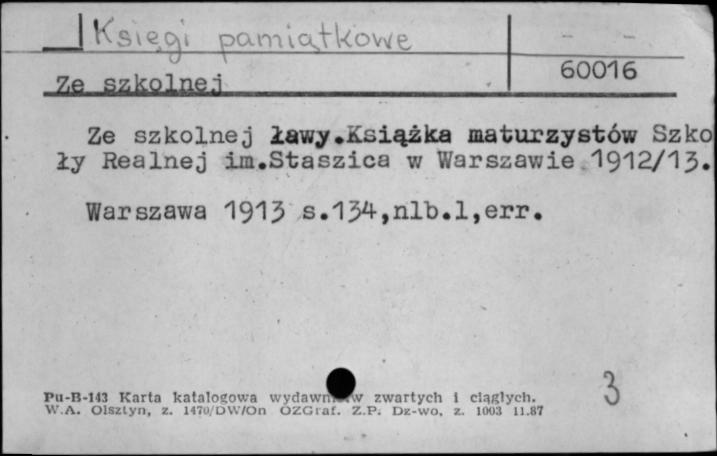 Księgi pamiątkowe
- -
60016
Ze szkolnej
Ze szkolnej ławy.Książka maturzystów Szko
ły Realnej im.Staszica w Warszawie 1912/13.
Warszawa 1913 s.134,nlb.1,err.
3
Pu-B-143 Karta katalogowa wydawn w zwartych i ciągłych.
W.A. Olsztyn, z. 1470/DW/On OZGraf. Z.P. Dz-wo, z. 1003 11.87